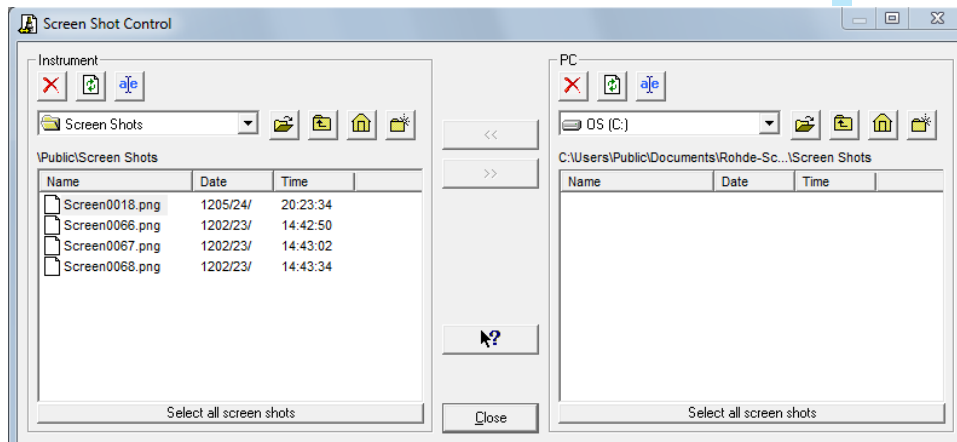 Screen Shot Control
Instrument
aĮe
Screen Shots
\Public\Screen Shots
Name Date Time
Screen0018.png 1205/24/ 20:23:34
Screen0066.png 1202/23/ 14:42:50
Screen0067.png 1202/23/ 14:43:02
Screen0068.png 1202/23/ 14:43:34
Select all screen shots
<<
>>
?
Close
PC
aĮe
OS (C:)
C:\Users\Public\Documents\Rohde-Sc...\Screen Shots
Name Date Time
Select all screen shots